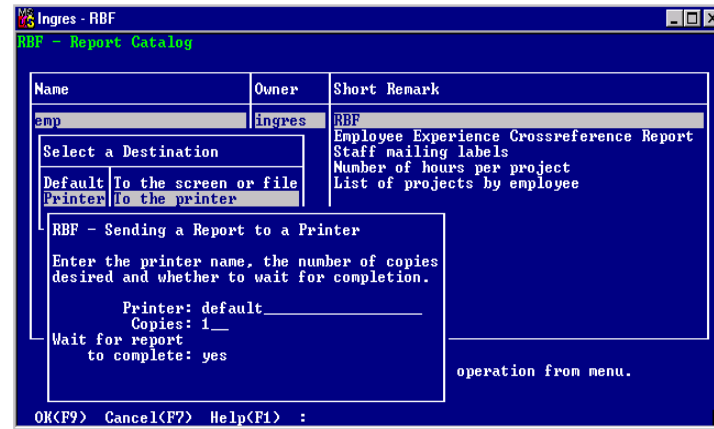 Ingres - RBF
RBF - Report Catalog
Name Owner Short Remark
emp ingres RBF
Employee Experience Crossreference Report
Select a Destination Staff mailing labels
Number of hours per project
Default To the screen or file List of projects by employee
Printer To the printer
RBF - Sending a Report to a Printer
Enter the printer name, the number of copies
desired and whether to wait for completion.
Printer: default______________________
Copies: 1__
Wait for report
to complete: yes
operation from menu.
OK(F9) Cancel(F7) Help(F1) :